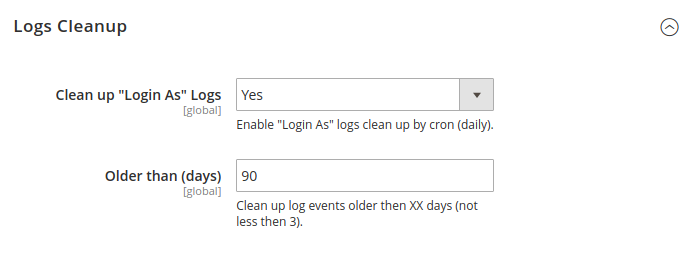 Logs Cleanup
Clean up "Login As" Logs
[global]
Yes
Enable "Login As" logs clean up by cron (daily).
Older than (days)
[global]
90
Clean up log events older then XX days (not
less then 3).